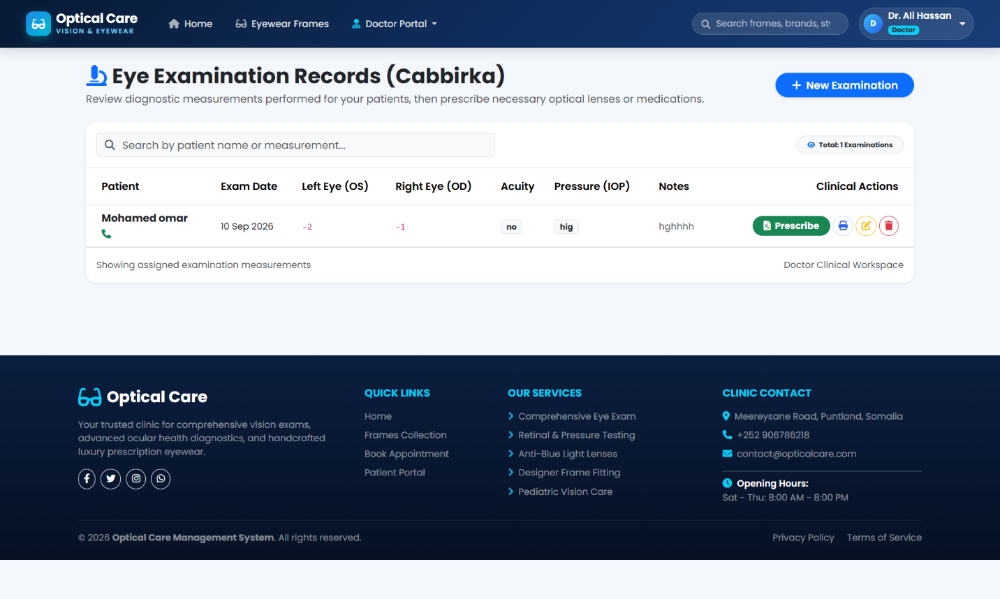 Optical Care
VISION & EYEWEAR
Home
Eyewear Frames
Doctor Portal
Search frames, brands, sty
D
Dr. Ali Hassan
Doctor
Eye Examination Records (Cabbirka)
Review diagnostic measurements performed for your patients, then prescribe necessary optical lenses or medications.
+ New Examination
Search by patient name or measurement...
Total: 1 Examinations
Patient Exam Date Left Eye (OS) Right Eye (OD) Acuity Pressure (IOP) Notes Clinical Actions
Mohamed omar 10 Sep 2026 -2 -1 no hig hghhhh Prescribe
Showing assigned examination measurements
Doctor Clinical Workspace
Optical Care
Your trusted clinic for comprehensive vision exams,
advanced ocular health diagnostics, and handcrafted
luxury prescription eyewear.
QUICK LINKS
Home
Frames Collection
Book Appointment
Patient Portal
OUR SERVICES
Comprehensive Eye Exam
Retinal & Pressure Testing
Anti-Blue Light Lenses
Designer Frame Fitting
Pediatric Vision Care
CLINIC CONTACT
Meereysane Road, Puntland, Somalia
+252 906786218
contact@opticalcare.com
Opening Hours:
Sat - Thu: 8:00 AM - 8:00 PM
© 2026 Optical Care Management System. All rights reserved.
Privacy Policy Terms of Service